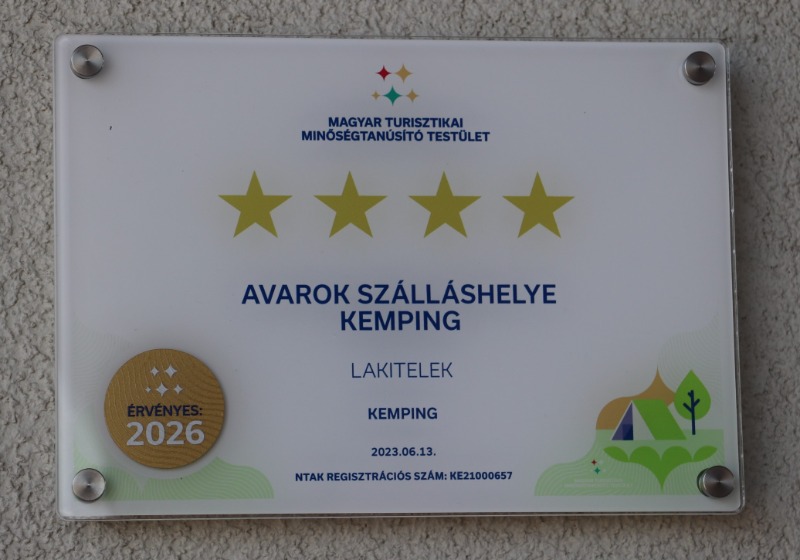 MAGYAR TURISZTIKAI
MINŐSÉGTANÚSÍTÓ TESTÜLET
AVAROK SZÁLLÁSHELYE
KEMPING
LAKITELEK
KEMPING
2023.06.13.
NTAK REGISZTRÁCIÓS SZÁM: KE21000657
ÉRVÉNYES:
2026